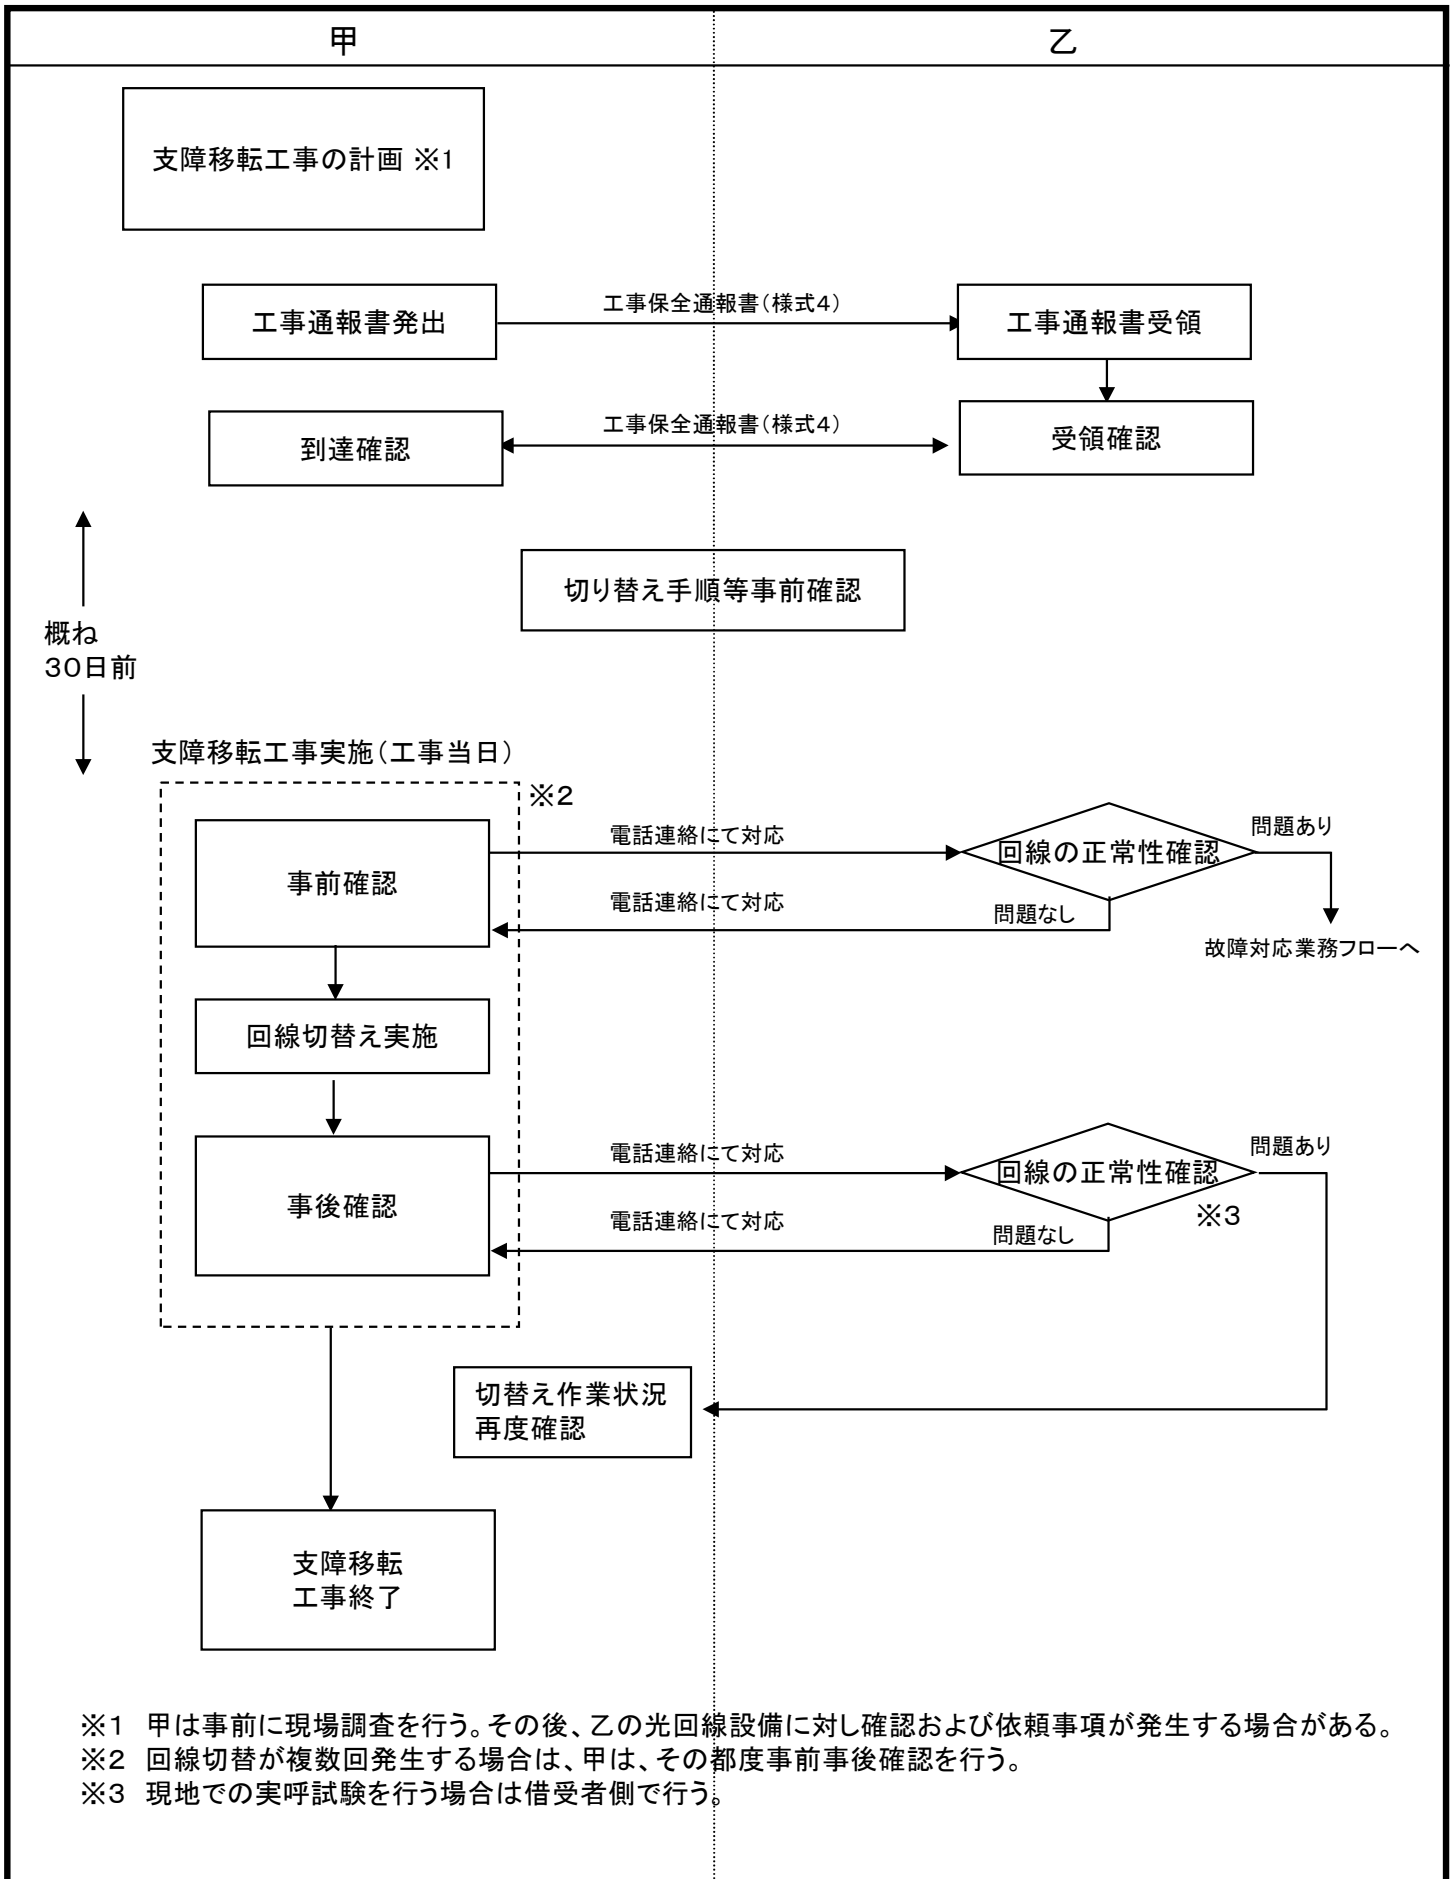 甲
乙
支障移転工事の計画 ※1
工事通報書発出
工事保全通報書(様式4)
工事通報書受領
到達確認
工事保全通報書(様式4)
受領確認
切り替え手順等事前確認
概ね
30日前
支障移転工事実施(工事当日)
※2
事前確認
電話連絡にて対応
回線の正常性確認
問題あり
電話連絡にて対応
問題なし
故障対応業務フローへ
回線切替え実施
事後確認
電話連絡にて対応
回線の正常性確認
問題あり
※3
電話連絡にて対応
問題なし
切替え作業状況
再度確認
支障移転
工事終了
※1 甲は事前に現場調査を行う。その後、乙の光回線設備に対し確認および依頼事項が発生する場合がある。
※2 回線切替が複数回発生する場合は、甲は、その都度事前事後確認を行う。
※3 現地での実呼試験を行う場合は借受者側で行う。